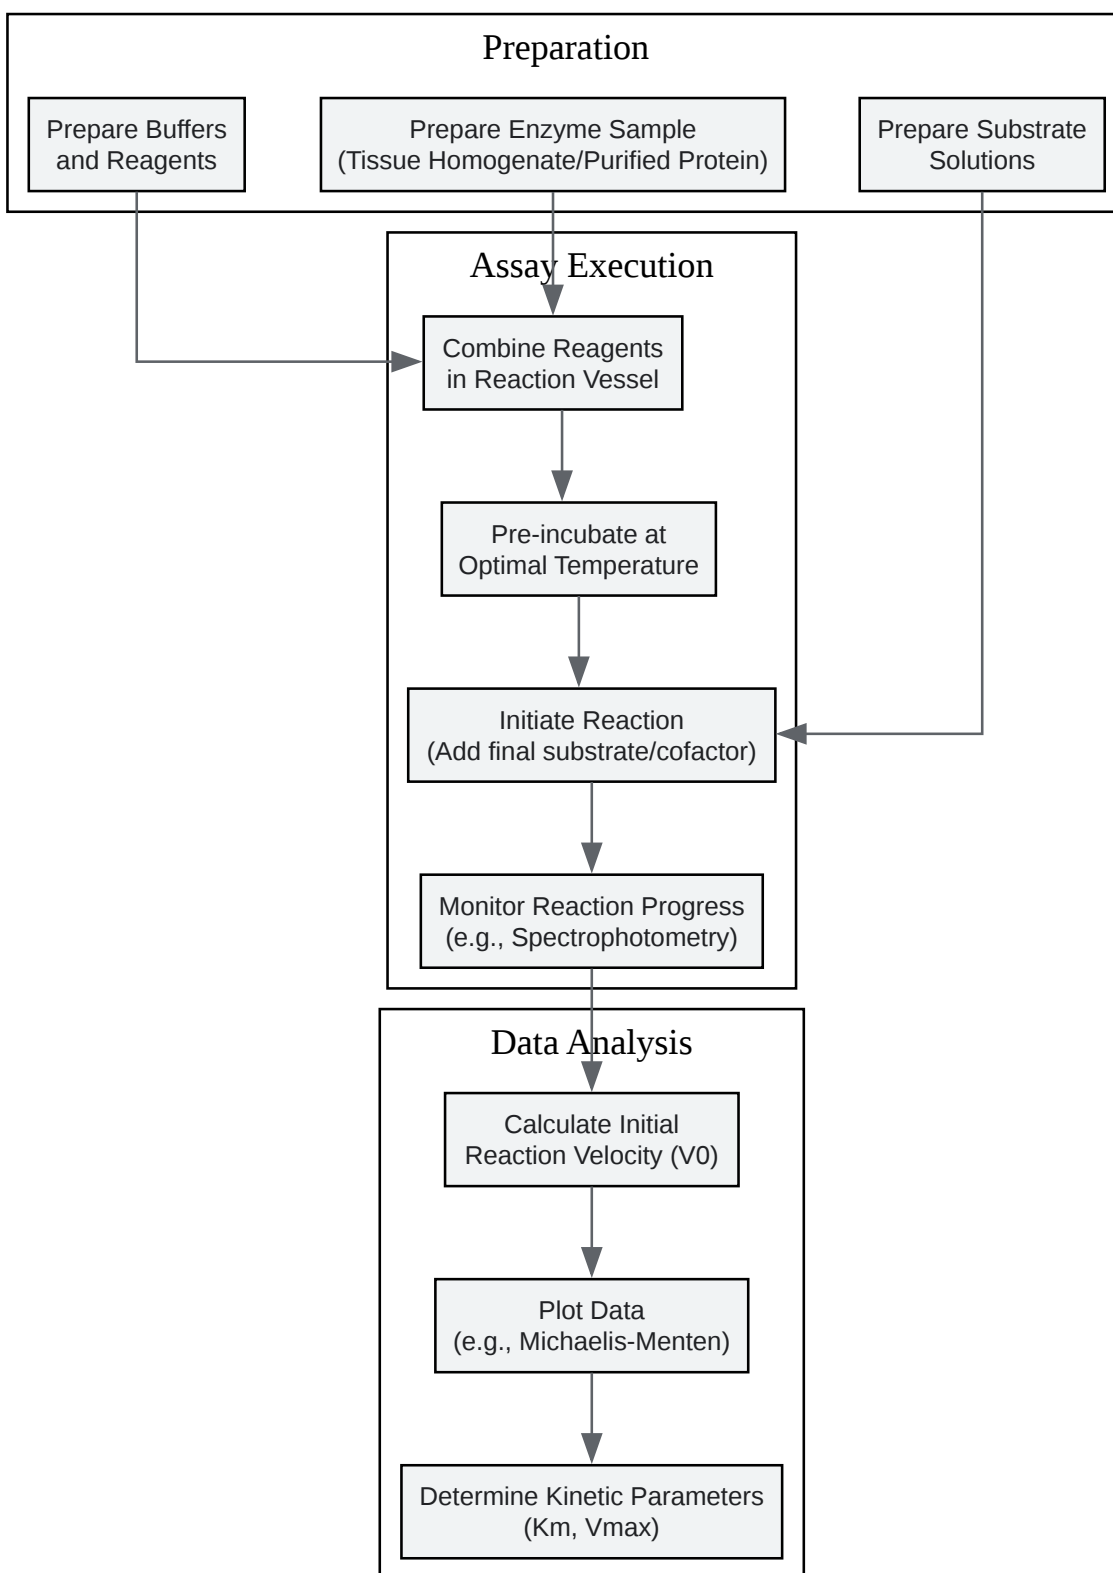 Preparation
Prepare Buffers
and Reagents
Prepare Enzyme Sample
(Tissue Homogenate/Purified Protein)
Prepare Substrate
Solutions
Assay Execution
Combine Reagents
in Reaction Vessel
Pre-incubate at
Optimal Temperature
Initiate Reaction
(Add final substrate/cofactor)
Monitor Reaction Progress
(e.g., Spectrophotometry)
Data Analysis
Calculate Initial
Reaction Velocity (V0)
Plot Data
(e.g., Michaelis-Menten)
Determine Kinetic Parameters
(Km, Vmax)